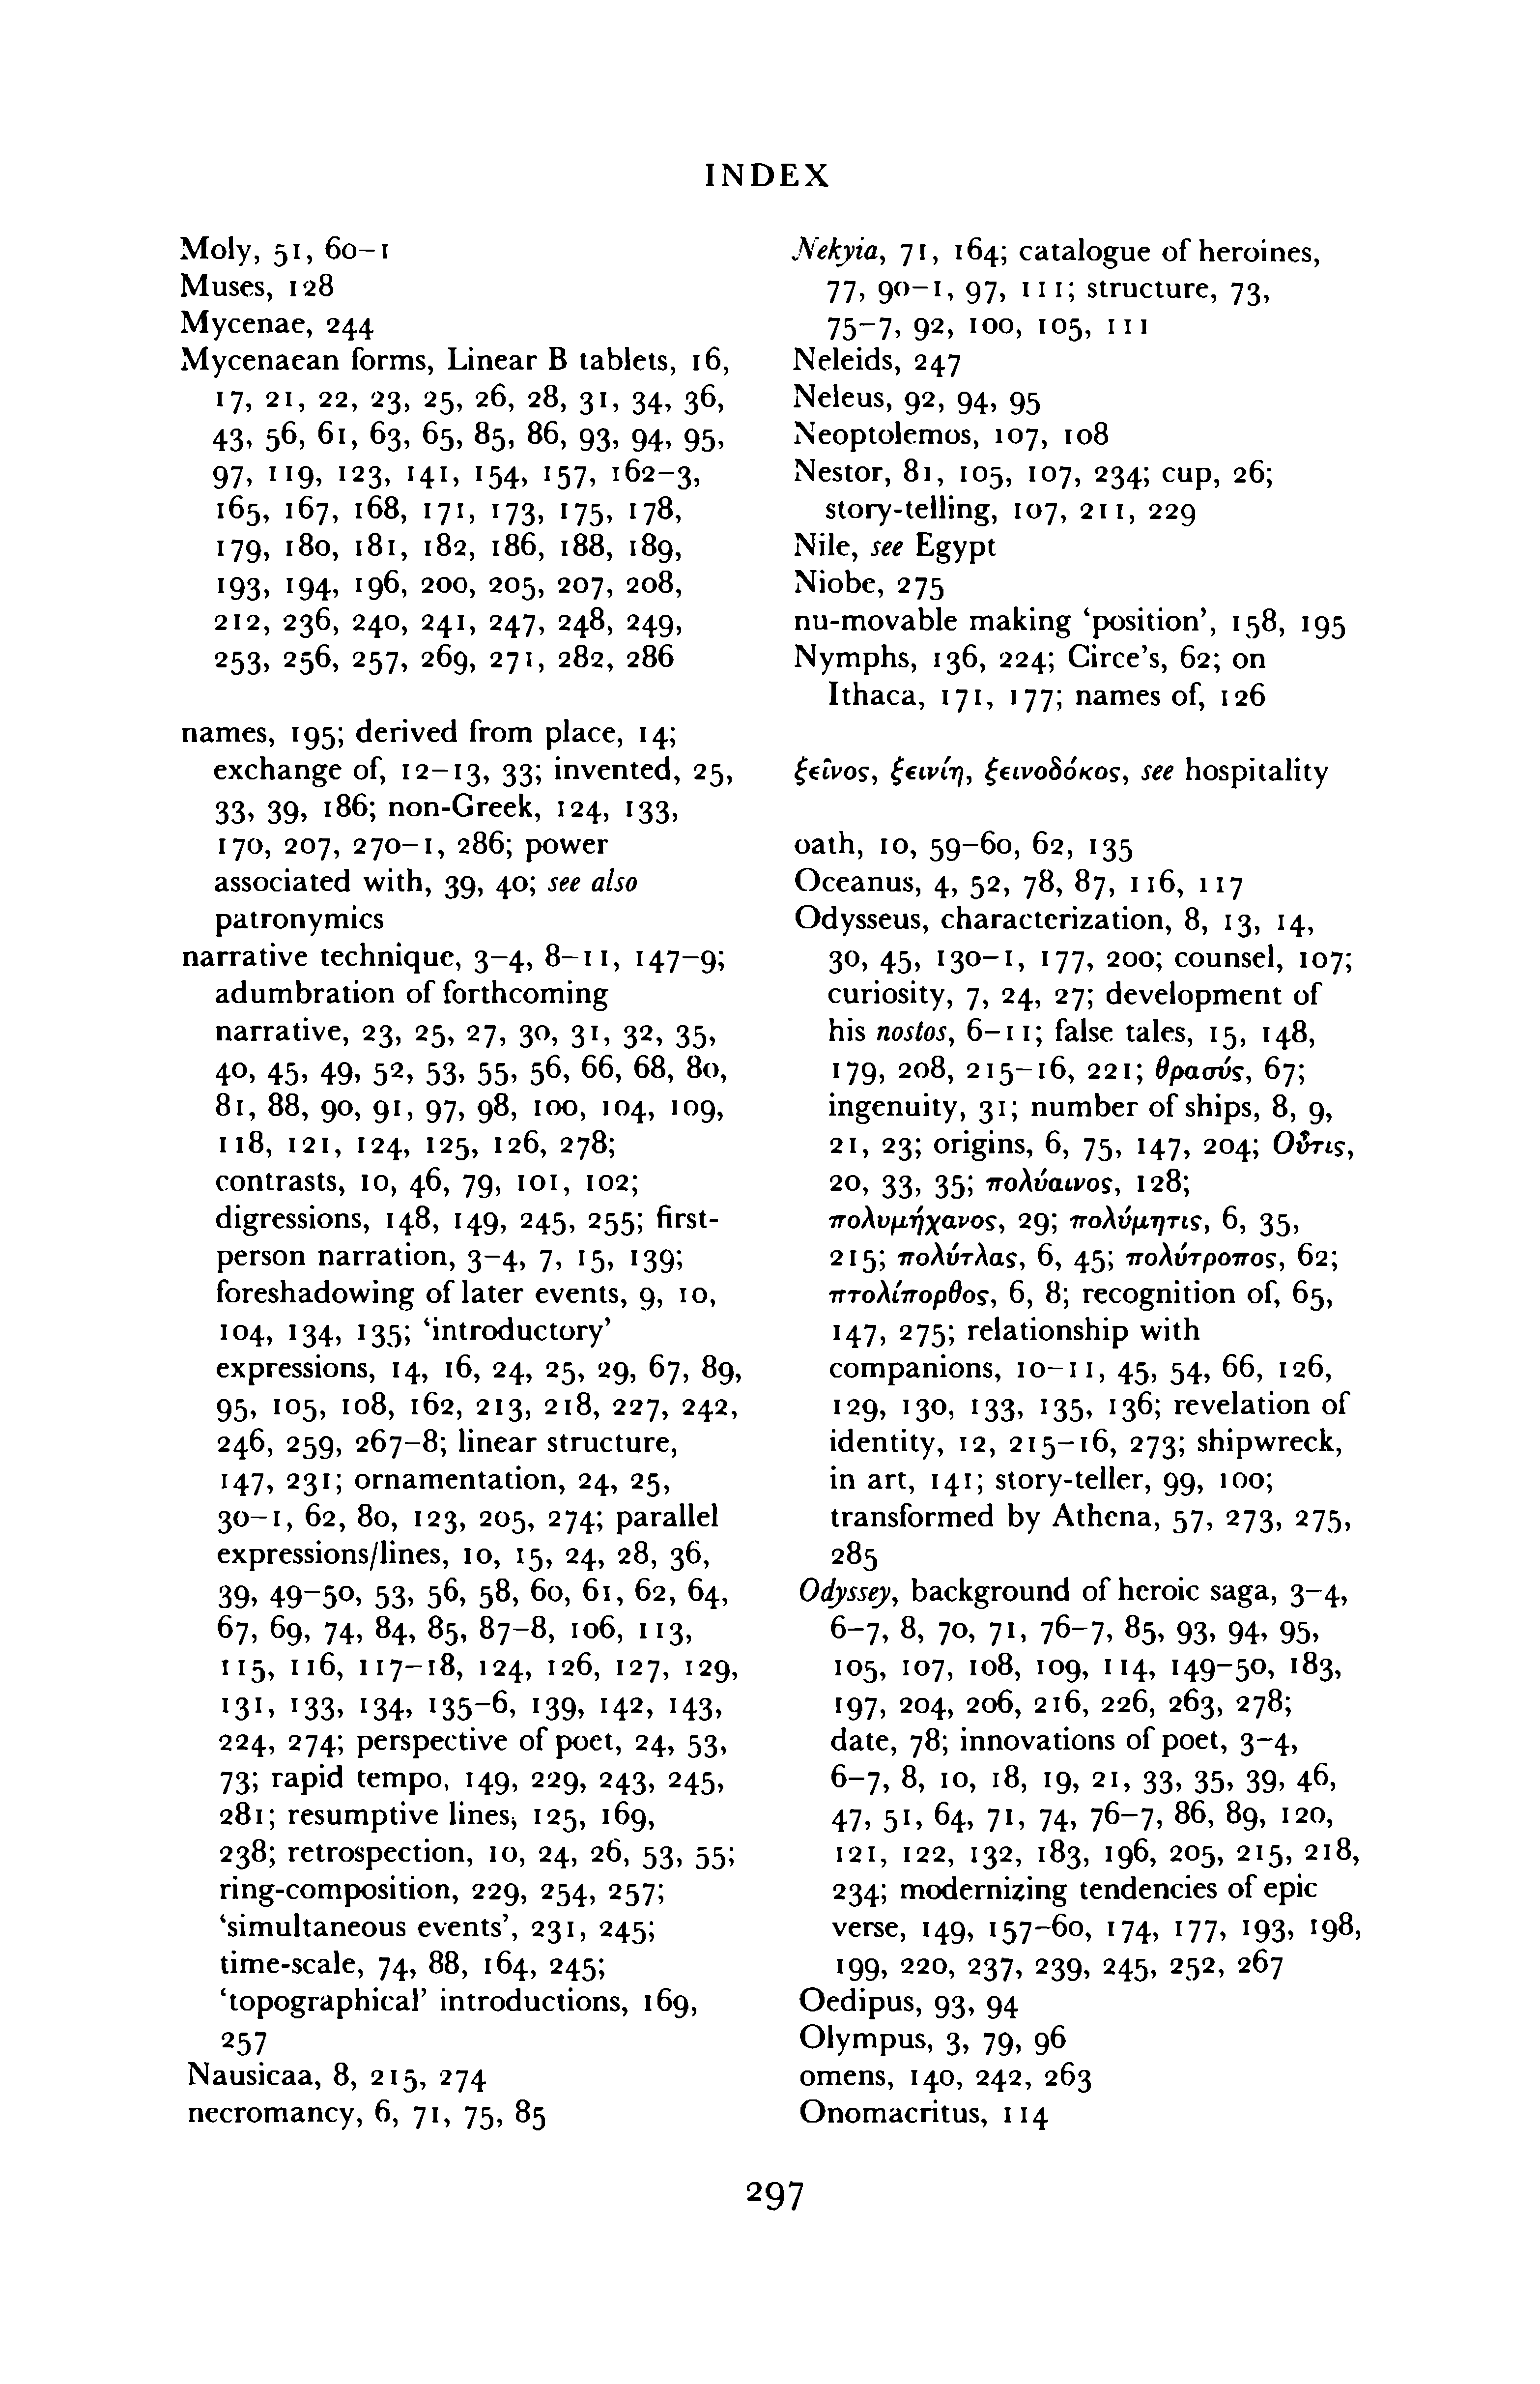 INDEX
Moly, 51, 60–1
Muses, 128
Mycenae, 244
Mycenaean forms, Linear B tablets, 16,
17, 21, 22, 23, 25, 26, 28, 31, 34, 36,
43, 56, 61, 63, 65, 85, 86, 93, 94, 95,
97, 119, 123, 141, 154, 157, 162–3,
165, 167, 168, 171, 173, 175, 178,
179, 180, 181, 182, 186, 188, 189,
193, 194, 196, 200, 205, 207, 208,
212, 236, 240, 241, 247, 248, 249,
253, 256, 257, 269, 271, 282, 286
names, 195; derived from place, 14;
exchange of, 12–13, 33; invented, 25,
33, 39, 186; non-Greek, 124, 133,
170, 207, 270–1, 286; power
associated with, 39, 40; see also
patronymics
narrative technique, 3–4, 8–11, 147–9;
adumbration of forthcoming
narrative, 23, 25, 27, 30, 31, 32, 35,
40, 45, 49, 52, 53, 55, 56, 66, 68, 80,
81, 88, 90, 91, 97, 98, 100, 104, 109,
118, 121, 124, 125, 126, 278;
contrasts, 10, 46, 79, 101, 102;
digressions, 148, 149, 245, 255; first-
person narration, 3–4, 7, 15, 139;
foreshadowing of later events, 9, 10,
104, 134, 135; ‘introductory’
expressions, 14, 16, 24, 25, 29, 67, 89,
95, 105, 108, 162, 213, 218, 227, 242,
246, 259, 267–8; linear structure,
147, 231; ornamentation, 24, 25,
30–1, 62, 80, 123, 205, 274; parallel
expressions/lines, 10, 15, 24, 28, 36,
39, 49–50, 53, 56, 58, 60, 61, 62, 64,
67, 69, 74, 84, 85, 87–8, 106, 113,
115, 116, 117–18, 124, 126, 127, 129,
131, 133, 134, 135–6, 139, 142, 143,
224, 274; perspective of poet, 24, 53,
73; rapid tempo, 149, 229, 243, 245,
281; resumptive lines, 125, 169,
238; retrospection, 10, 24, 26, 53, 55;
ring-composition, 229, 254, 257;
‘simultaneous events’, 231, 245;
time-scale, 74, 88, 164, 245;
‘topographical’ introductions, 169,
257
Nausicaa, 8, 215, 274
necromancy, 6, 71, 75, 85
Nekyia, 71, 164; catalogue of heroines,
77, 90–1, 97, 111; structure, 73,
75–7, 92, 100, 105, 111
Neleids, 247
Neleus, 92, 94, 95
Neoptolemos, 107, 108
Nestor, 81, 105, 107, 234; cup, 26;
story-telling, 107, 211, 229
Nile, see Egypt
Niobe, 275
nu-movable making ‘position’, 158, 195
Nymphs, 136, 224; Circe’s, 62; on
Ithaca, 171, 177; names of, 126
ξεῖνος, ξεινίη, ξεινοδόκος, see hospitality
oath, 10, 59–60, 62, 135
Oceanus, 4, 52, 78, 87, 116, 117
Odysseus, characterization, 8, 13, 14,
30, 45, 130–1, 177, 200; counsel, 107;
curiosity, 7, 24, 27; development of
his nostos, 6–11; false tales, 15, 148,
179, 208, 215–16, 221; θρασύς, 67;
ingenuity, 31; number of ships, 8, 9,
21, 23; origins, 6, 75, 147, 204; Οὖτις,
20, 33, 35; πολύαινος, 128;
πολυμήχανος, 29; πολύμητις, 6, 35,
215; πολύτλας, 6, 45; πολύτροπος, 62;
πτολίπορθος, 6, 8; recognition of, 65,
147, 275; relationship with
companions, 10–11, 45, 54, 66, 126,
129, 130, 133, 135, 136; revelation of
identity, 12, 215–16, 273; shipwreck,
in art, 141; story-teller, 99, 100;
transformed by Athena, 57, 273, 275,
285
Odyssey, background of heroic saga, 3–4,
6–7, 8, 70, 71, 76–7, 85, 93, 94, 95,
105, 107, 108, 109, 114, 149–50, 183,
197, 204, 206, 216, 226, 263, 278;
date, 78; innovations of poet, 3–4,
6–7, 8, 10, 18, 19, 21, 33, 35, 39, 46,
47, 51, 64, 71, 74, 76–7, 86, 89, 120,
121, 122, 132, 183, 196, 205, 215, 218,
234; modernizing tendencies of epic
verse, 149, 157–60, 174, 177, 193, 198,
199, 220, 237, 239, 245, 252, 267
Oedipus, 93, 94
Olympus, 3, 79, 96
omens, 140, 242, 263
Onomacritus, 114
297